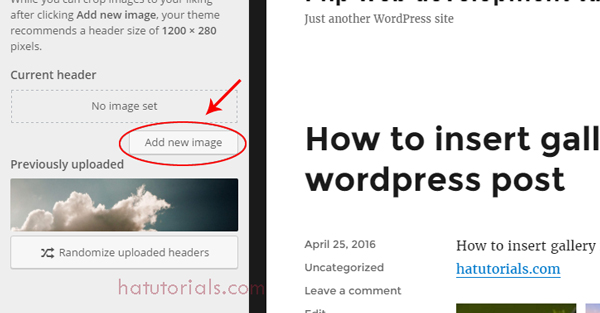 While you can crop images to your liking
after clicking Add new image, your theme
recommends a header size of 1200 × 280
pixels.
Current header
No image set
Add new image
Previously uploaded
Randomize uploaded headers
hatutorials.com
Just another WordPress site
How to insert gall
wordpress post
April 25, 2016
Uncategorized
Leave a comment
Edit
How to insert gallery
hatutorials.com